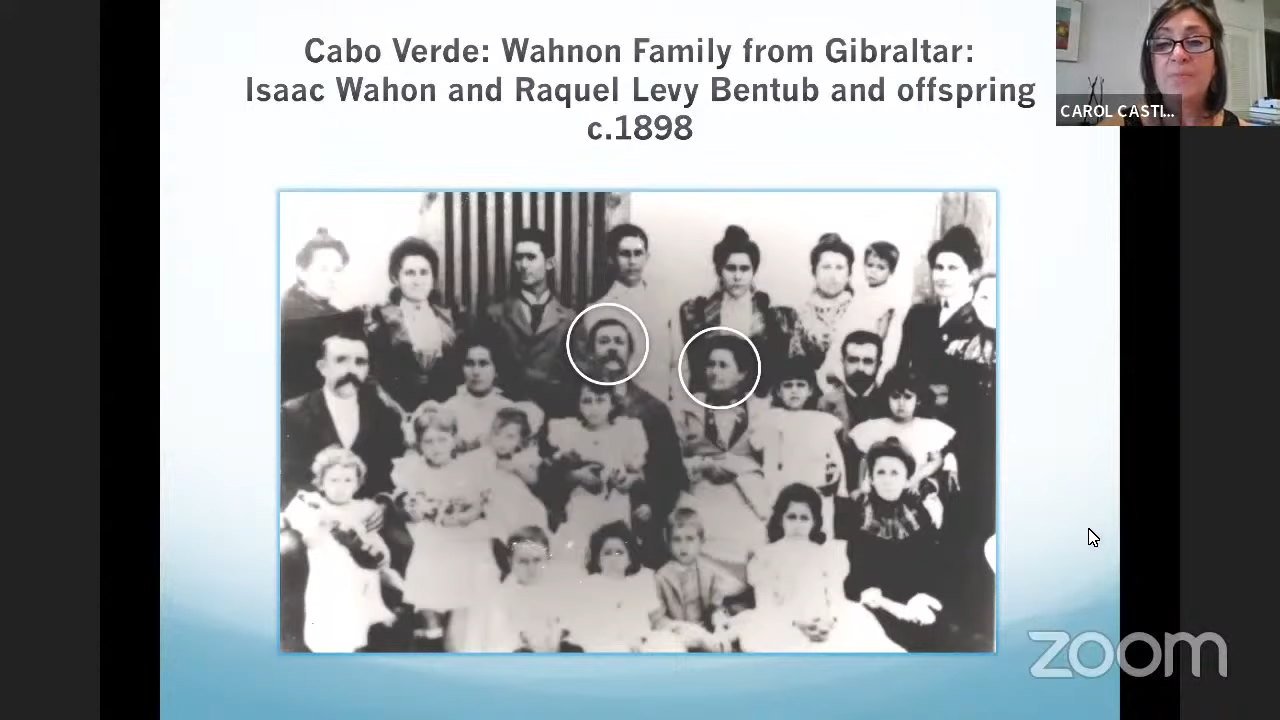 Cabo Verde: Wahnon Family from Gibraltar:
Isaac Wahon and Raquel Levy Bentub and offspring
c.1898
CAROL CASTI...
zoom